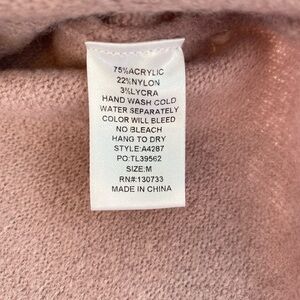 75%ACRYLIC
22%NYLON
3%LYCRA
HAND WASH COLD
WATER SEPARATELY
COLOR WILL BLEED
NO BLEACH
HANG TO DRY
STYLE:A4287
PO:TL39562
SIZE:M
RN#:130733
MADE IN CHINA